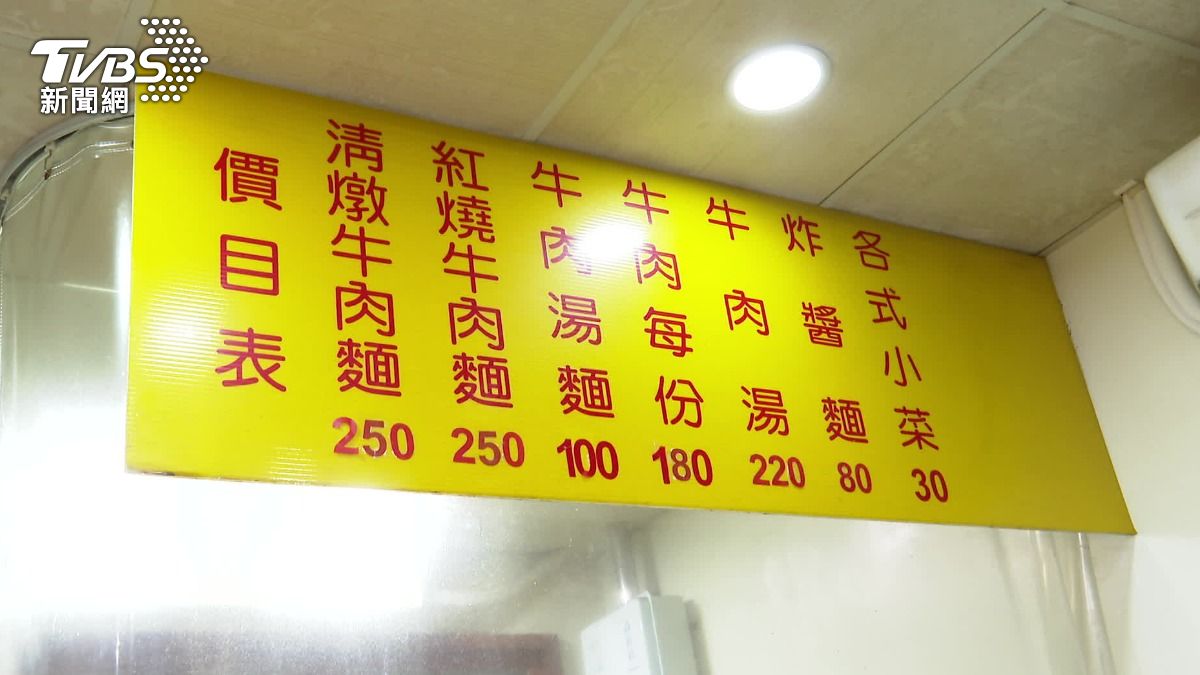 TVBS
新聞網
價目表
清燉牛肉麵 250
紅燒牛肉麵 250
牛肉湯麵 100
牛肉每份 180
牛肉湯 220
炸醬麵 80
各式小菜 30